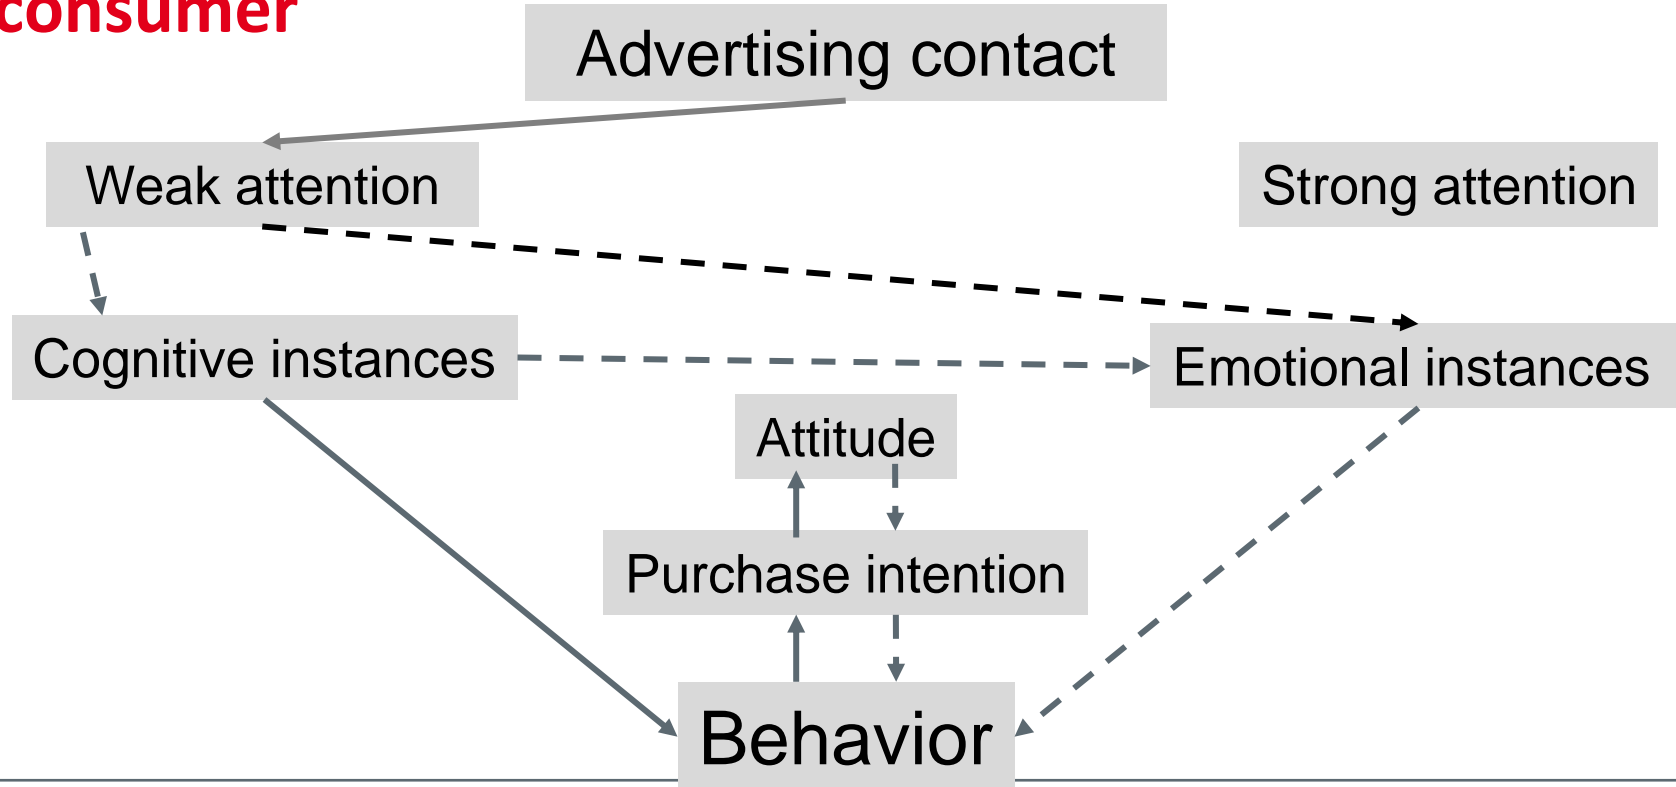 consumer
Advertising contact
Weak attention
Strong attention
Cognitive instances
Emotional instances
Attitude
Purchase intention
Behavior